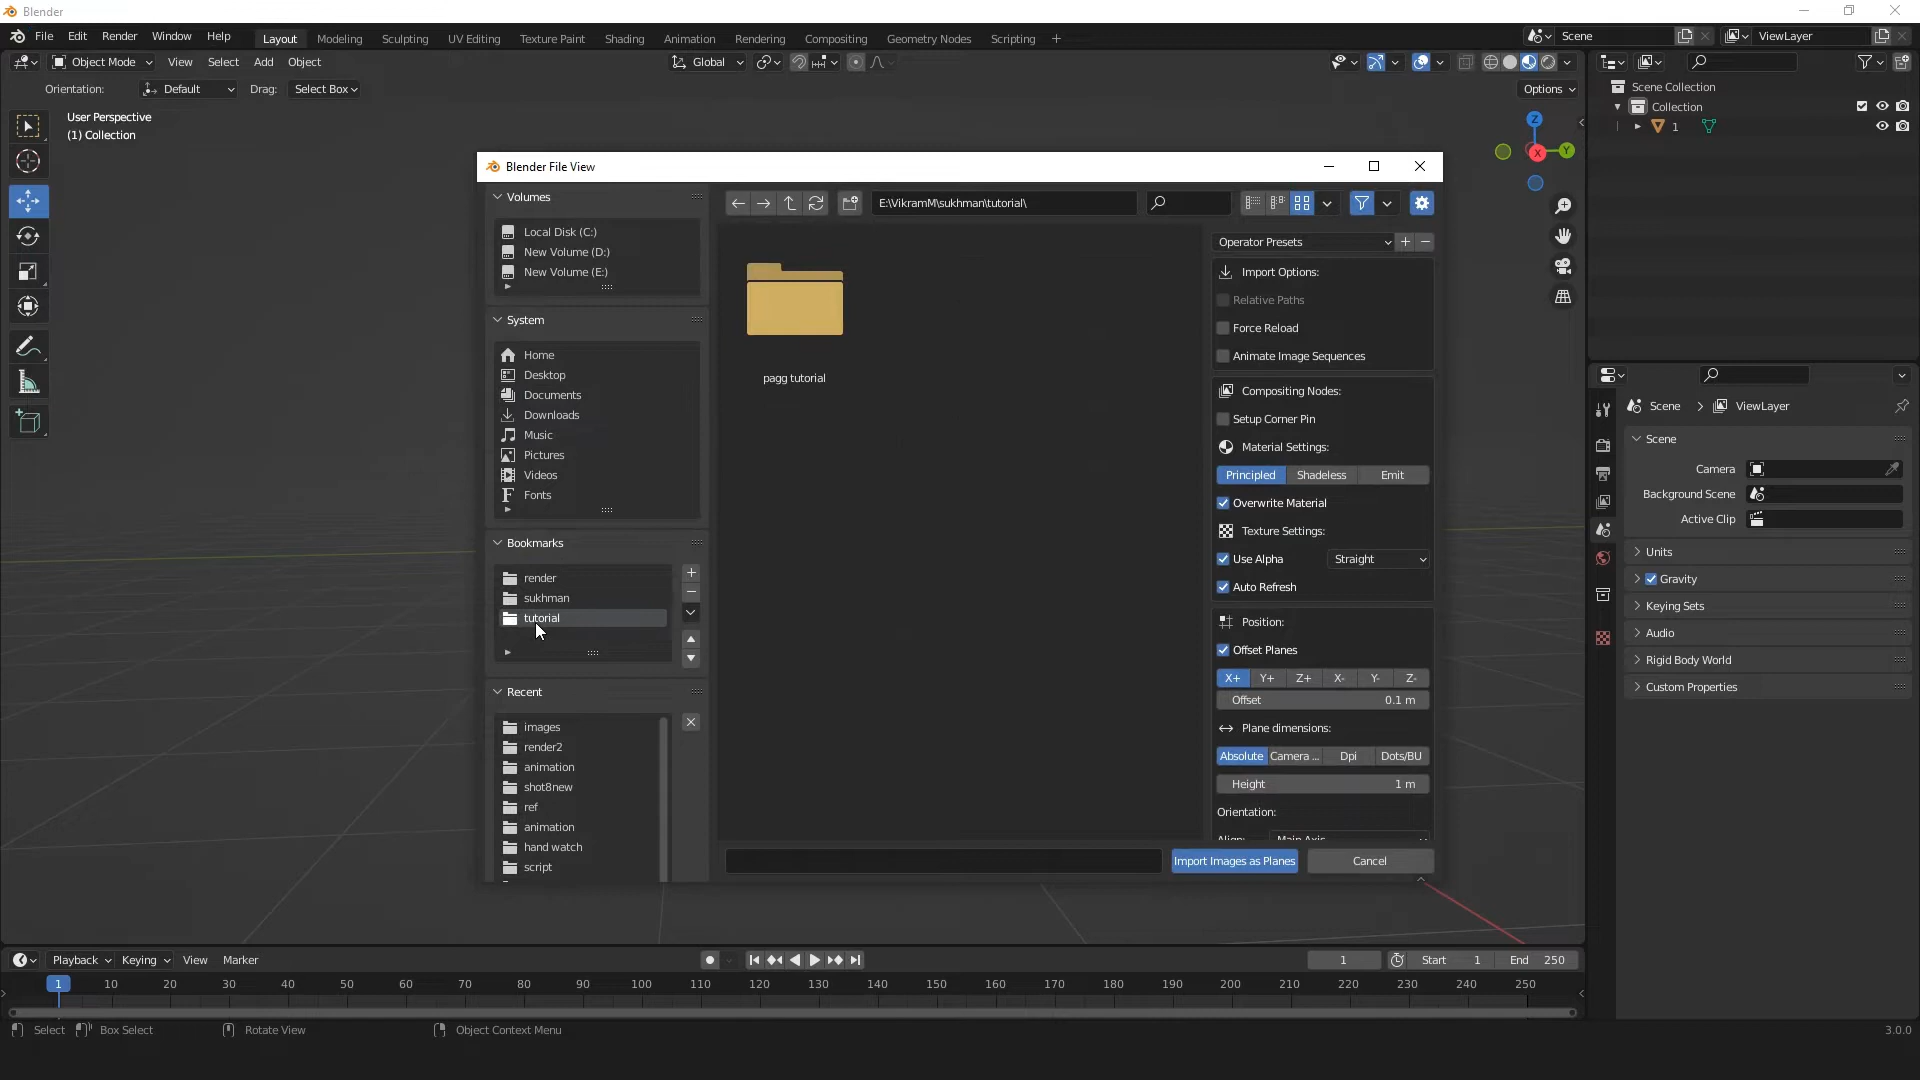 Blender
File Edit Render Window Help Layout Modeling Sculpting UV Editing Texture Paint Shading Animation Rendering Compositing Geometry Nodes Scripting + Scene ViewLayer
Object Mode View Select Add Object Global
Orientation: Default Drag: Select Box Options
User Perspective
(1) Collection
Z
X
Y
Scene Collection
Collection
1
Blender File View
Volumes
Local Disk (C:)
New Volume (D:)
New Volume (E:)
System
Home
Desktop
Documents
Downloads
Music
Pictures
Videos
Fonts
Bookmarks
render
sukhman
tutorial
Recent
images
render2
animation
shot8new
ref
animation
hand watch
script
E:\VikramM\sukhman\tutorial\
pagg tutorial
Operator Presets
Import Options:
Relative Paths
Force Reload
Animate Image Sequences
Compositing Nodes:
Setup Corner Pin
Material Settings:
Principled Shadeless Emit
Overwrite Material
Texture Settings:
Use Alpha Straight
Auto Refresh
Position:
Offset Planes
X+ Y+ Z+ X- Y- Z-
Offset 0.1 m
Plane dimensions:
Absolute Camera ... Dpi Dots/BU
Height 1 m
Orientation:
Align: Main Axis
Import Images as Planes Cancel
Scene > ViewLayer
Scene
Camera
Background Scene
Active Clip
Units
Gravity
Keying Sets
Audio
Rigid Body World
Custom Properties
Playback Keying View Marker 1 Start 1 End 250
1 10 20 30 40 50 60 70 80 90 100 110 120 130 140 150 160 170 180 190 200 210 220 230 240 250
Select Box Select Rotate View Object Context Menu 3.0.0